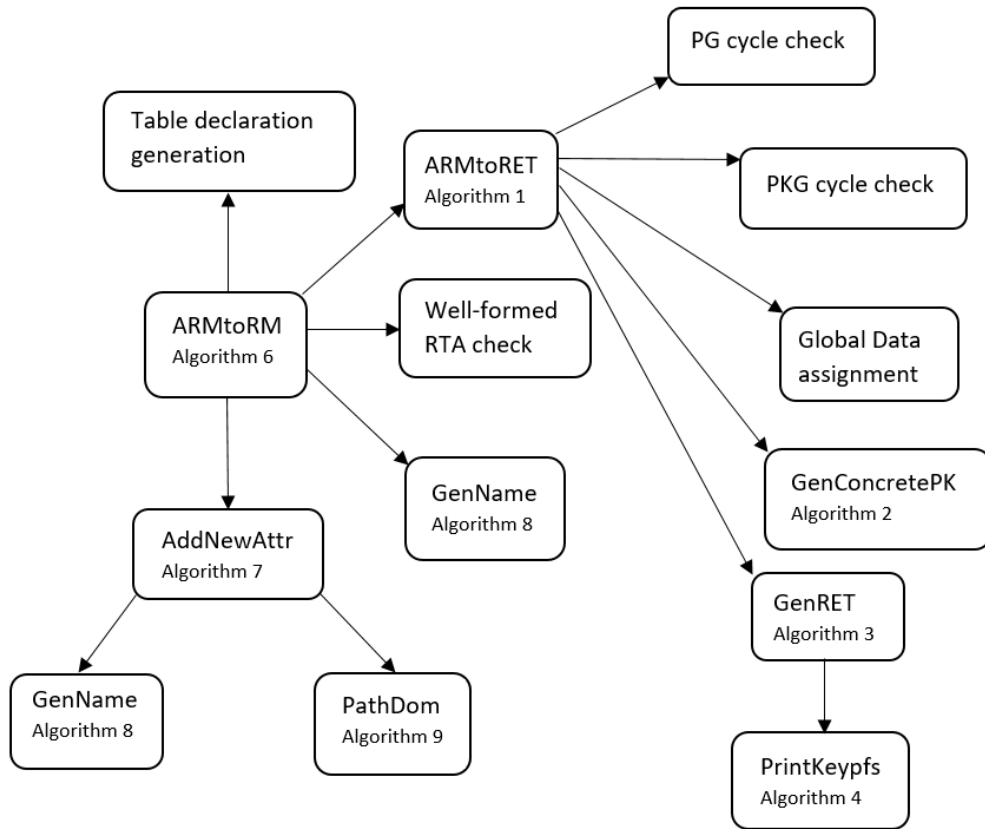 PG cycle check
Table declaration
generation
ARMtoRET
Algorithm 1
PKG cycle check
ARMtoRM
Algorithm 6
Well-formed
RTA check
Global Data
assignment
GenName
Algorithm 8
GenConcretePK
Algorithm 2
AddNewAttr
Algorithm 7
GenRET
Algorithm 3
GenName
Algorithm 8
PathDom
Algorithm 9
PrintKeypfs
Algorithm 4